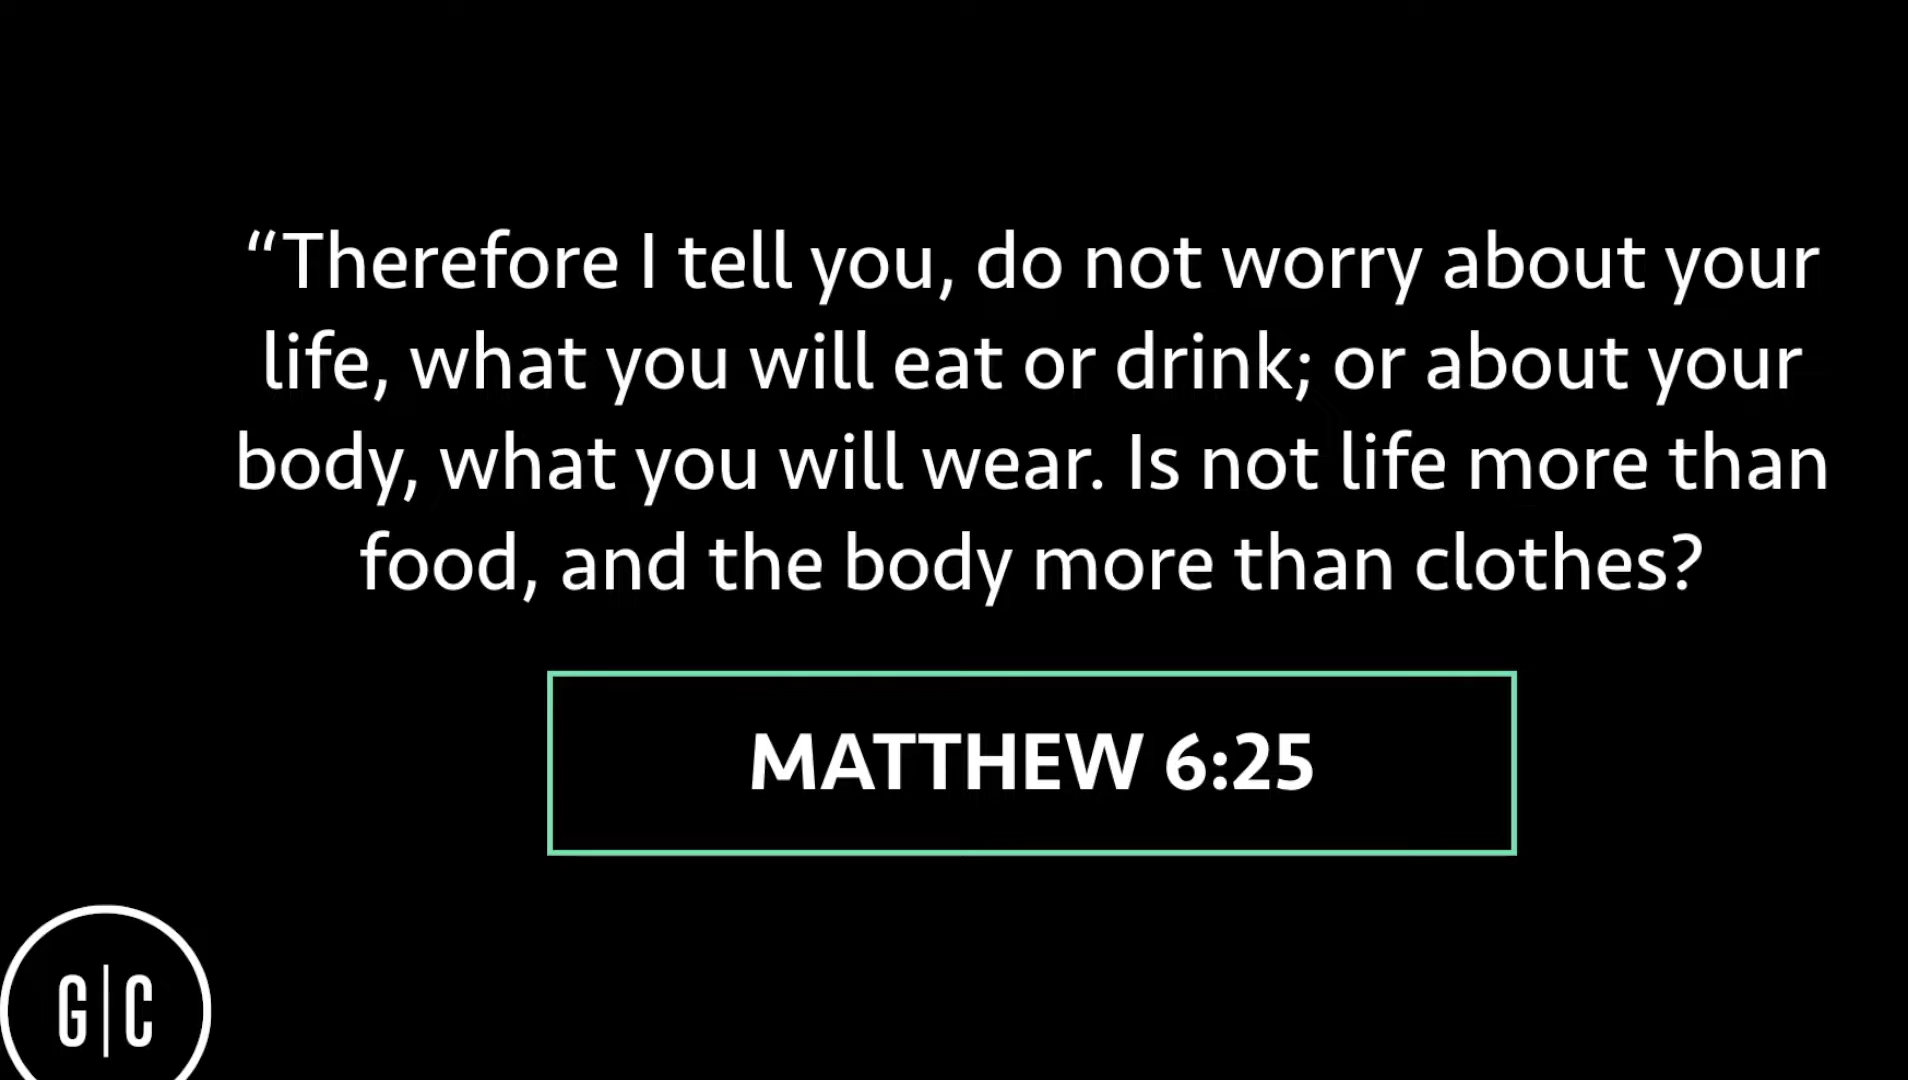 “Therefore I tell you, do not worry about your
life, what you will eat or drink; or about your
body, what you will wear. Is not life more than
food, and the body more than clothes?
MATTHEW 6:25
G|C